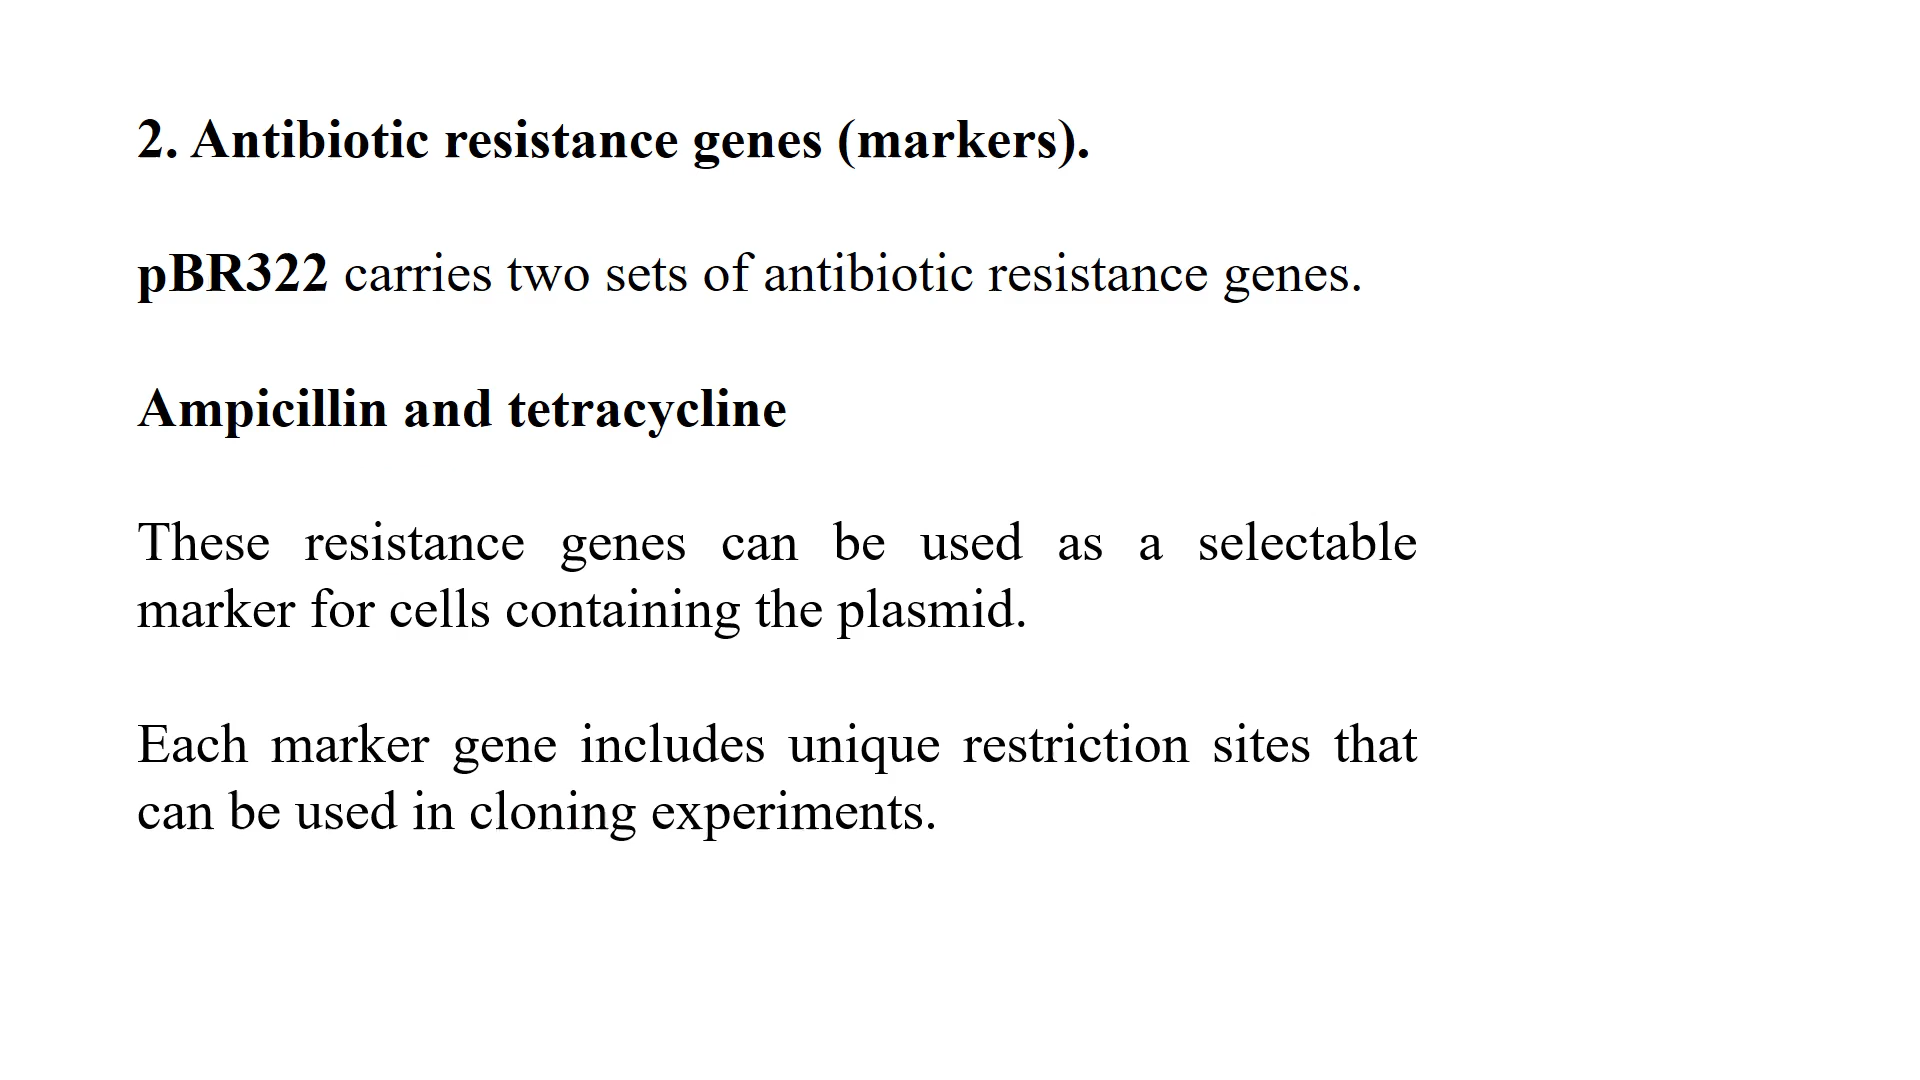 2. Antibiotic resistance genes (markers).
pBR322 carries two sets of antibiotic resistance genes.
Ampicillin and tetracycline
These resistance genes can be used as a selectable
marker for cells containing the plasmid.
Each marker gene includes unique restriction sites that
can be used in cloning experiments.